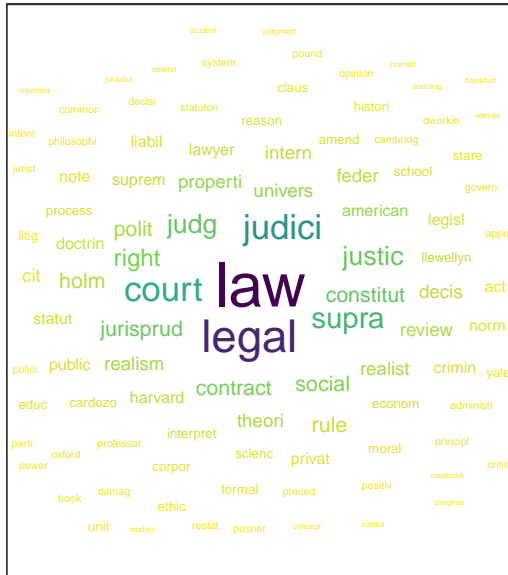 student judgment
system pound opinion plaintiff
columbia jurisdict defend claus sociolog frankfurt
common decisi statutori histori dworkin wendel
intent philosophi liabil lawyer reason amend cambridg stare
jurist note suprem properti intern univers feder school govern
process polit judg judici american legisl
litig doctrin right justic llewellyn appe
cit holm court law constitut decis act
statut jurisprud legal supra review norm
polici public realism contract social realist crimin yale
educ cardozo harvard theori rule econom administr
parti oxford professor interpret scienc privat moral principl
power corpor formal preced positiv casebook critic
book damag ethic pragmat
unit modern restat posner concept institut